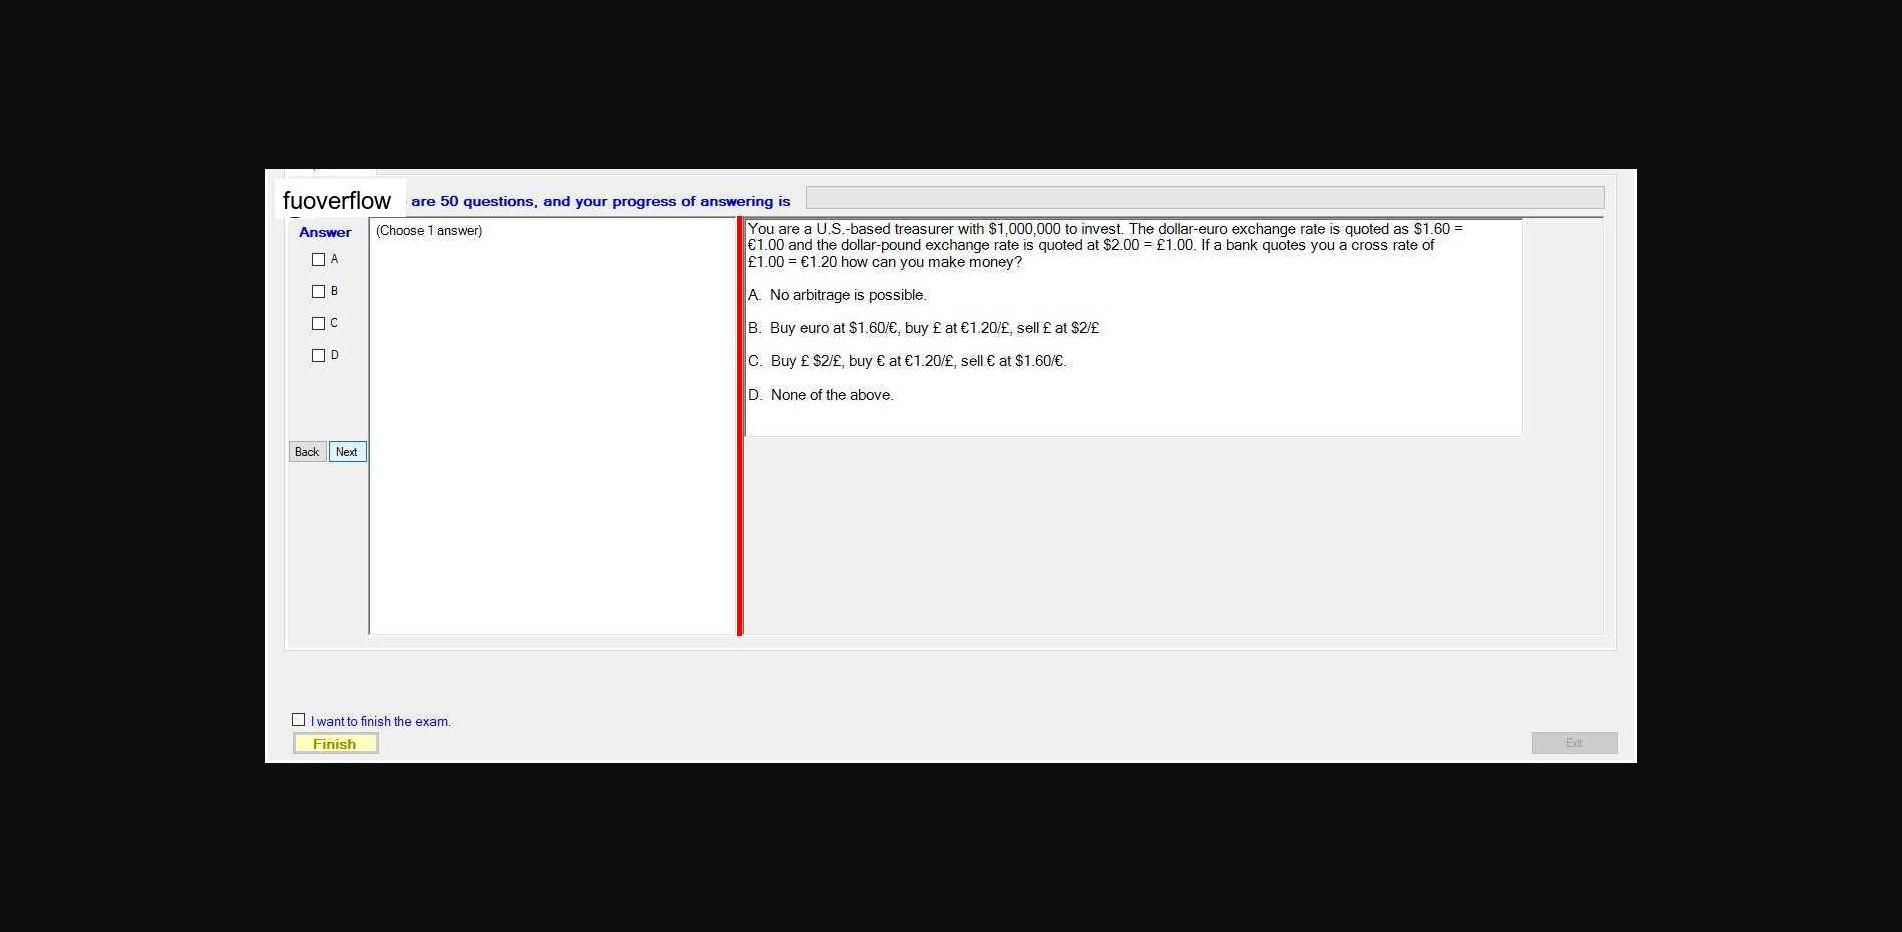 fuoverflow are 50 questions, and your progress of answering is
Answer
(Choose 1 answer)
A
B
C
D
Back Next
You are a U.S.-based treasurer with $1,000,000 to invest. The dollar-euro exchange rate is quoted as $1.60 =
€1.00 and the dollar-pound exchange rate is quoted at $2.00 = £1.00. If a bank quotes you a cross rate of
£1.00 = €1.20 how can you make money?
A. No arbitrage is possible.
B. Buy euro at $1.60/€, buy £ at €1.20/£, sell £ at $2/£
C. Buy £ $2/£, buy € at €1.20/£, sell € at $1.60/€.
D. None of the above.
I want to finish the exam.
Finish
Exit